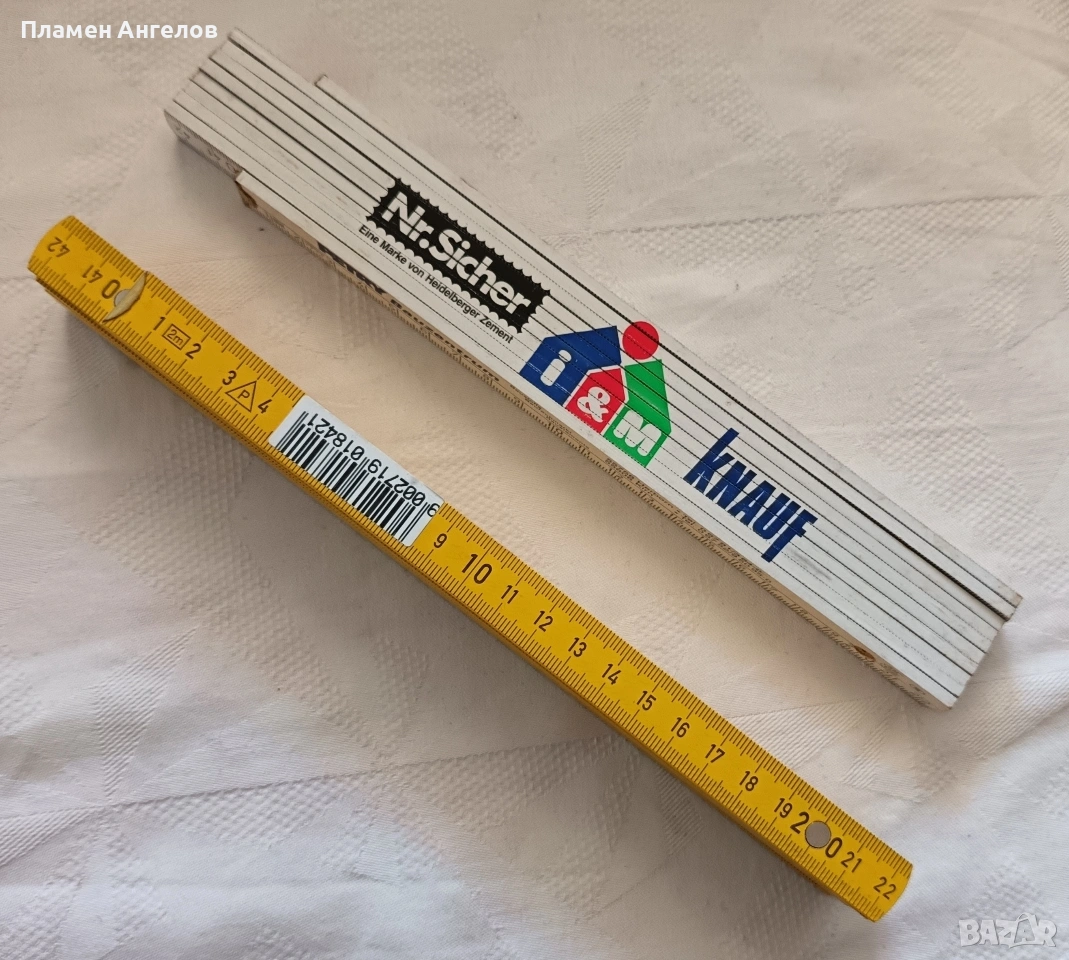 Пламен Ангелов
Nr.Sicher
Eine Marke von Heidelberger Zement
i&M
KNAUF
42 41 0 1 2m 2 3 P 4
9 002719 018421
9 10 11 12 13 14 15 16 17 18 19 20 21 22
BAZAR